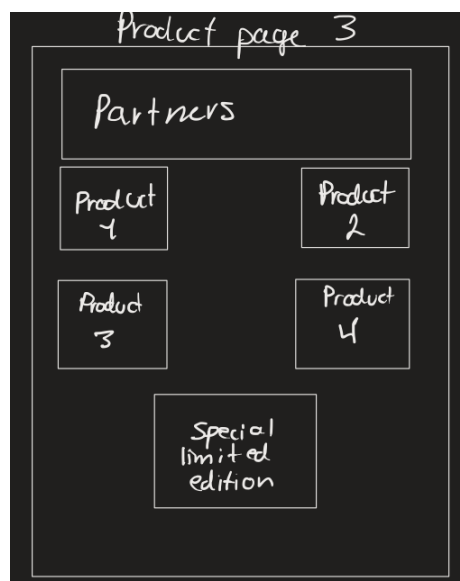 Product page 3
Partners
Product
1
Product
2
Product
3
Product
4
Special
limited
edition